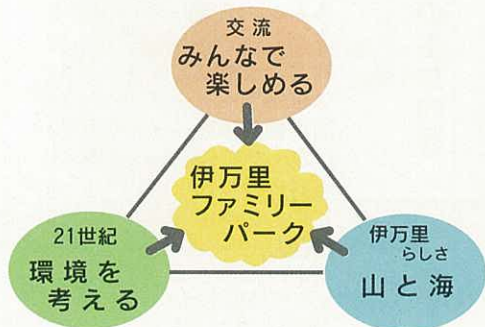 交流
みんなで
楽しめる
伊万里
ファミリー
パーク
21世紀
環境を
考える
伊万里
らしさ
山と海